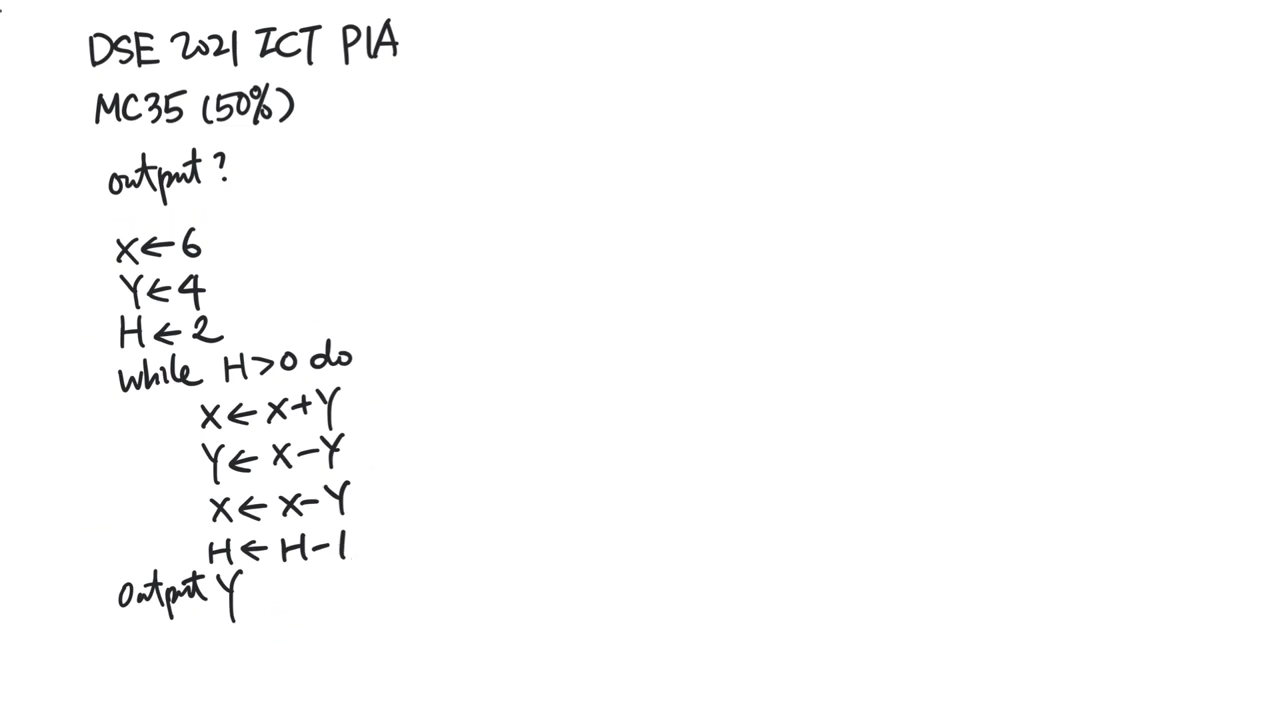 DSE 2021 ICT P1A
MC35 (50%)
output?
X←6
Y←4
H←2
while H>0 do
X←X+Y
Y←X-Y
X←X-Y
H←H-1
output Y